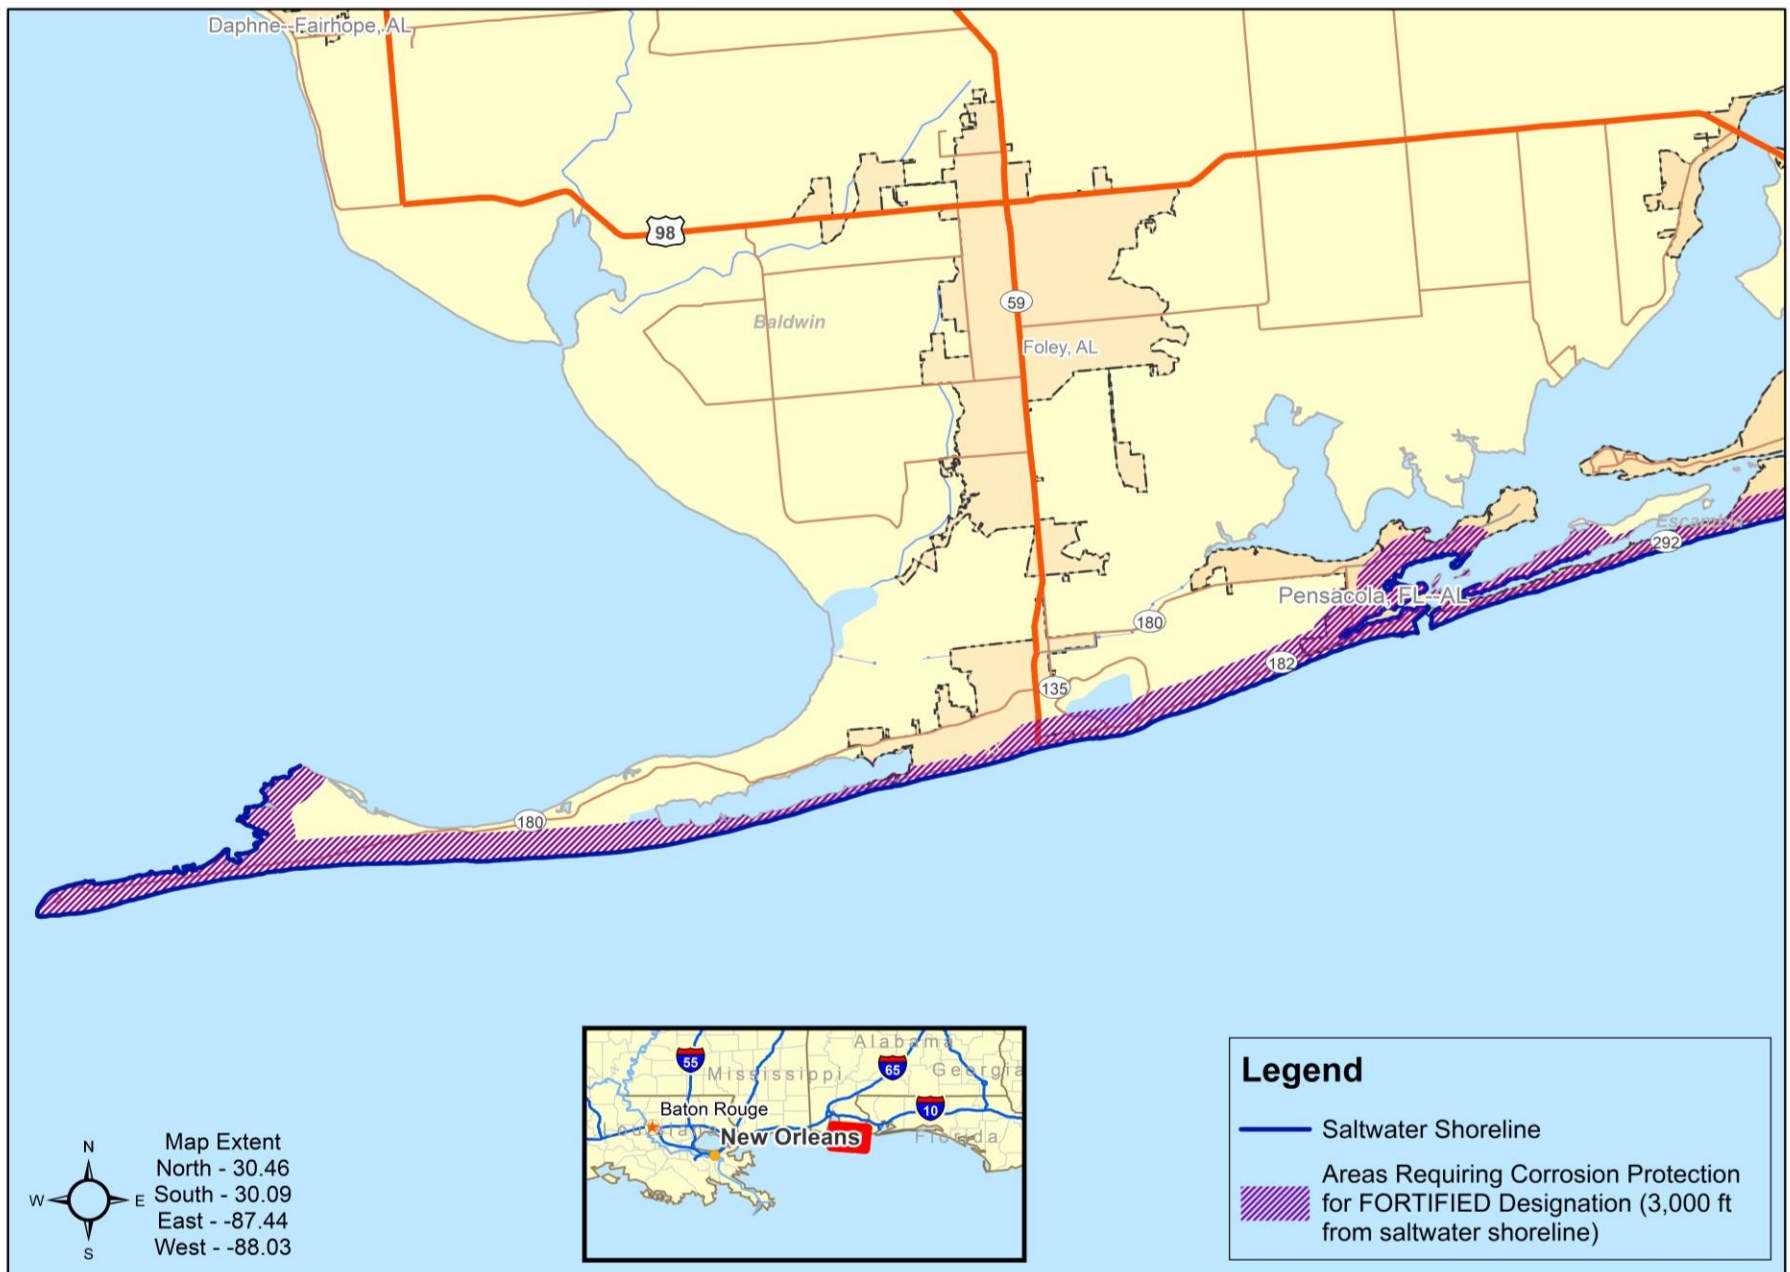 Daphne--Fairhope, AL
98
59
Baldwin
Foley, AL
Escambia
292
Pensacola, FL--AL
180
182
135
180
Alabama
55
65
Mississippi
Georgia
10
Baton Rouge
Louisiana
New Orleans
Florida
Legend
Saltwater Shoreline
Areas Requiring Corrosion Protection
for FORTIFIED Designation (3,000 ft
from saltwater shoreline)
N
W
E
S
Map Extent
North - 30.46
South - 30.09
East - -87.44
West - -88.03